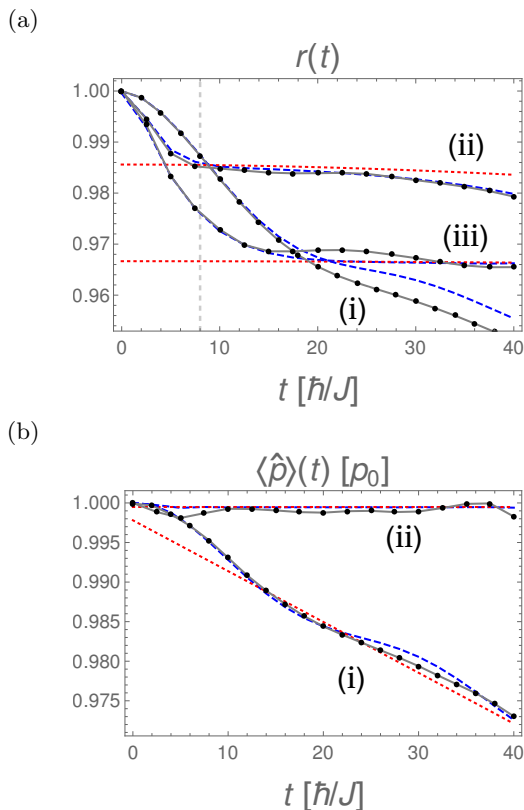 (a)
r(t)
1.00
0.99
(ii)
0.98
(iii)
0.97
0.96
(i)
0 10 20 30 40
t [ħ/J]
(b)
⟨p̂⟩(t) [p₀]
1.000
(ii)
0.995
0.990
0.985
0.980
(i)
0.975
0 10 20 30 40
t [ħ/J]